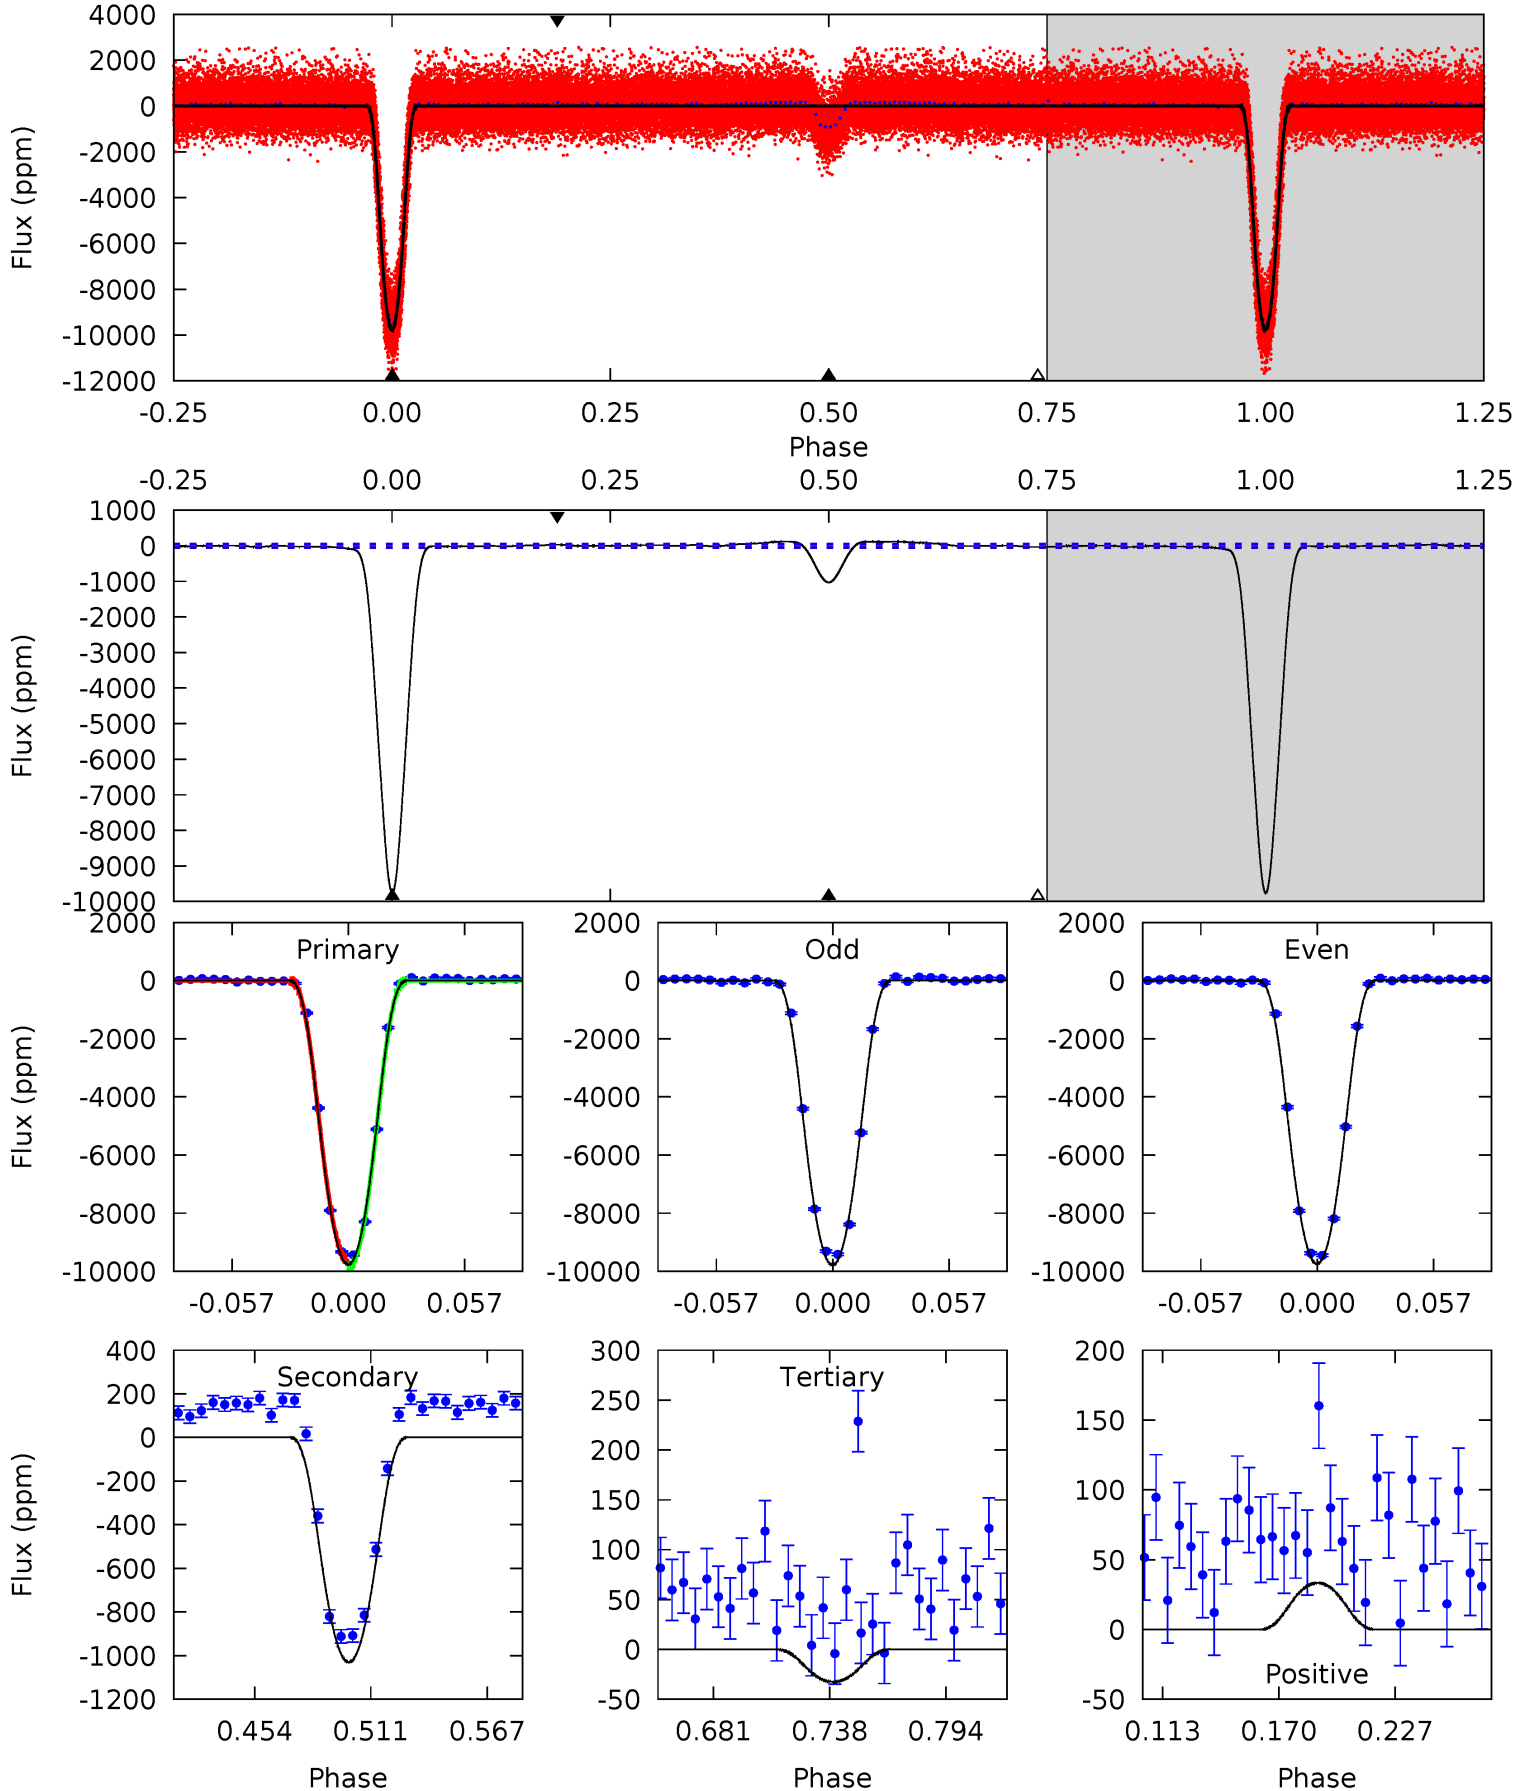 4000
2000
0
-2000
-4000
-6000
-8000
-10000
-12000
Flux (ppm)
-0.25 0.00 0.25 0.50 0.75 1.00 1.25
Phase
-0.25 0.00 0.25 0.50 0.75 1.00 1.25
1000
0
-1000
-2000
-3000
-4000
-5000
-6000
-7000
-8000
-9000
-10000
Flux (ppm)
Primary
2000
0
-2000
-4000
-6000
-8000
-10000
Flux (ppm)
-0.057 0.000 0.057
Odd
2000
0
-2000
-4000
-6000
-8000
-10000
-0.057 0.000 0.057
Even
2000
0
-2000
-4000
-6000
-8000
-10000
-0.057 0.000 0.057
Secondary
400
200
0
-200
-400
-600
-800
-1000
-1200
Flux (ppm)
0.454 0.511 0.567
Phase
Tertiary
300
250
200
150
100
50
0
-50
0.681 0.738 0.794
Phase
200
150
100
50
0
-50
Positive
0.113 0.170 0.227
Phase